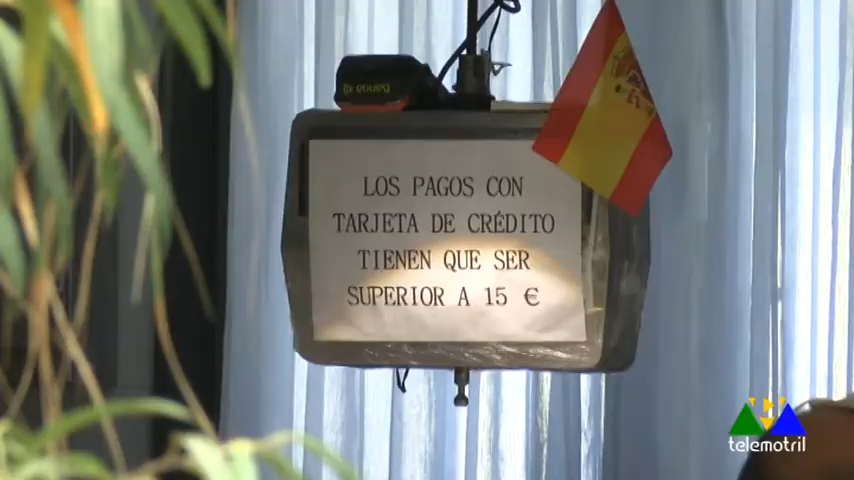 LOS PAGOS CON
TARJETA DE CRÉDITO
TIENEN QUE SER
SUPERIOR A 15 €
telemotril